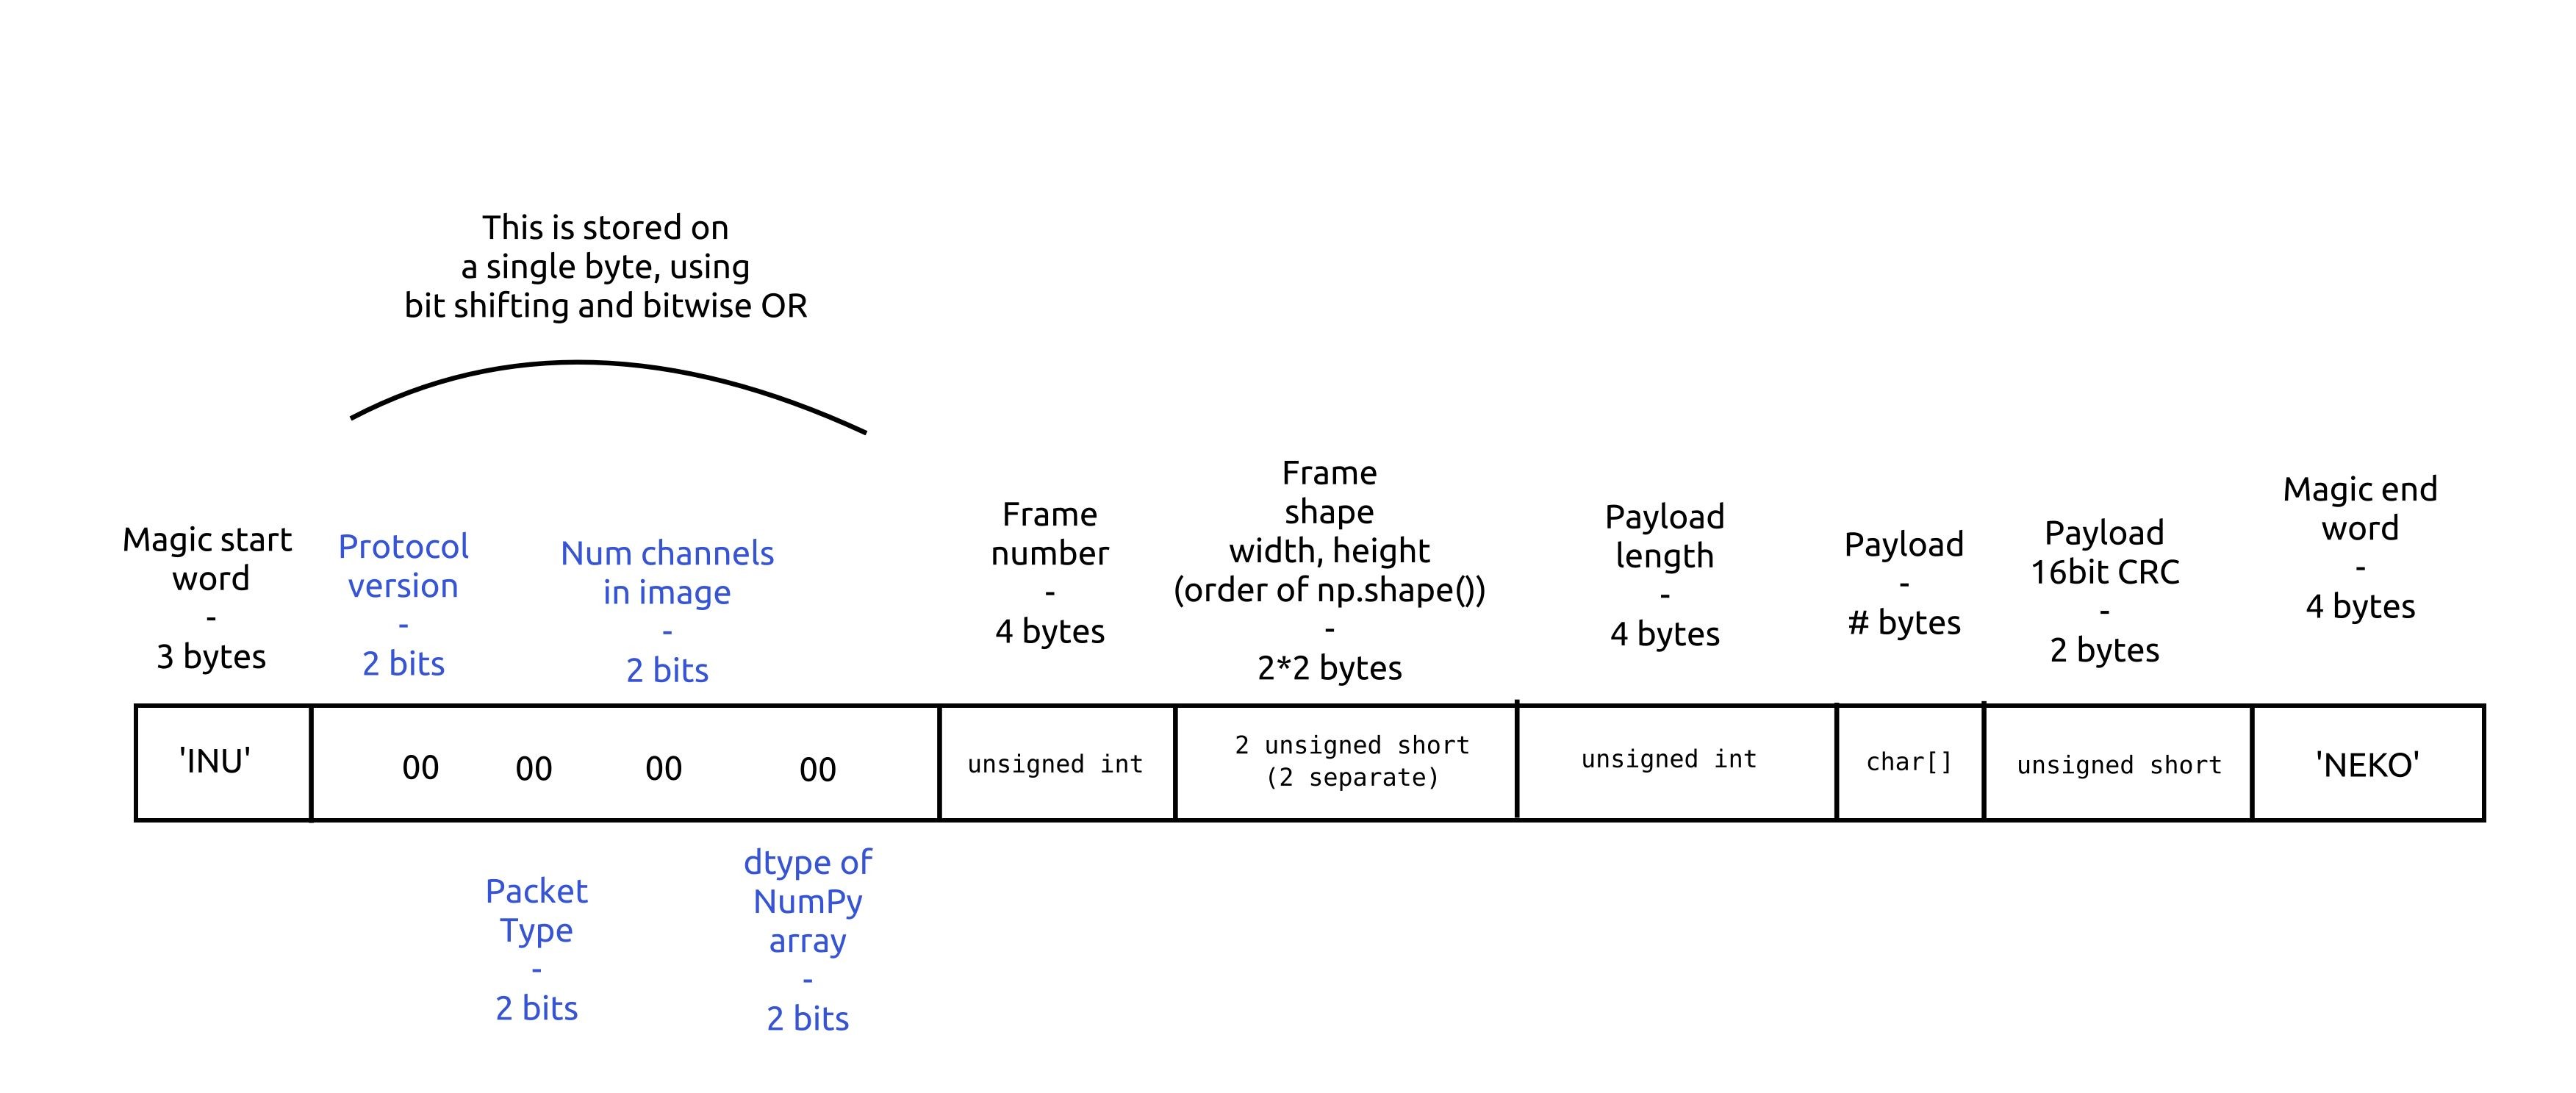 This is stored on
a single byte, using
bit shifting and bitwise OR
Magic start
word
-
3 bytes
Protocol
version
-
2 bits
Num channels
in image
-
2 bits
Frame
number
-
4 bytes
Frame
shape
width, height
(order of np.shape())
-
2*2 bytes
Payload
length
-
4 bytes
Payload
-
# bytes
Payload
16bit CRC
-
2 bytes
Magic end
word
-
4 bytes
'INU'
00 00 00 00
unsigned int
2 unsigned short
(2 separate)
unsigned int
char[]
unsigned short
'NEKO'
Packet
Type
-
2 bits
dtype of
NumPy
array
-
2 bits